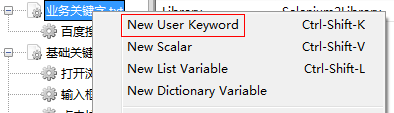 业务关键字.txt
Library
Selenium2Library
百度搜
New User Keyword Ctrl-Shift-K
基础关键字
New Scalar Ctrl-Shift-V
打开浏
New List Variable Ctrl-Shift-L
输入框
New Dictionary Variable